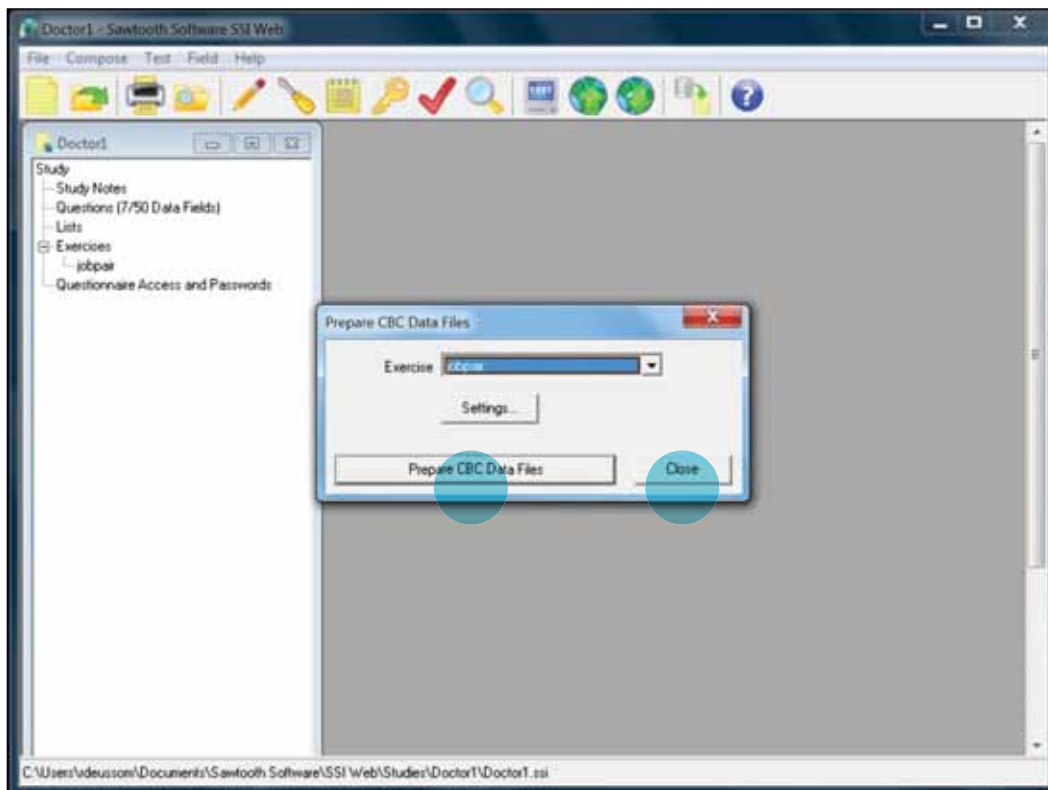 Doctor1 - Sawtooth Software SSI Web
File Compose Test Field Help
Doctor1
Study
Study Notes
Questions (7/50 Data Fields)
Lists
Exercises
jobpair
Questionnaire Access and Passwords
Prepare CBC Data Files
Exercise jobpair
Settings...
Prepare CBC Data Files
Close
C:\Users\vdeussom\Documents\Sawtooth Software\SSI Web\Studies\Doctor1\Doctor1.ssi